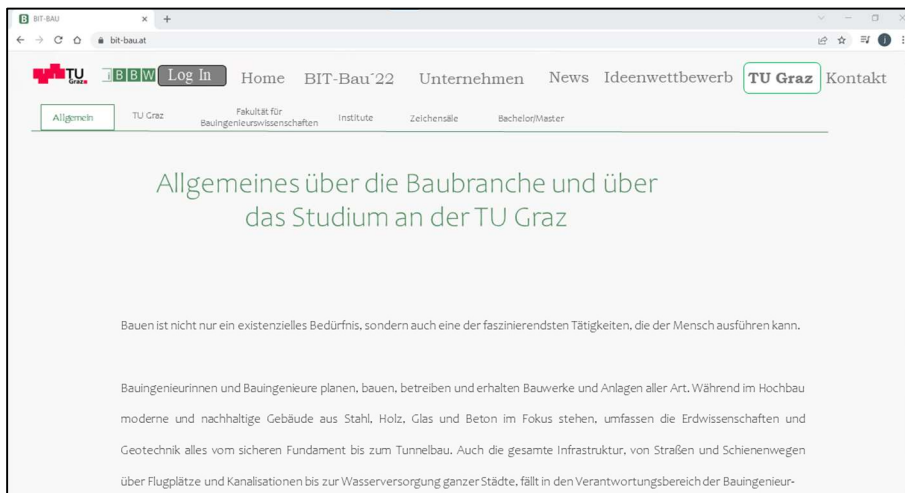 BIT-BAU
bit-bau.at
TU Graz
IBBW Log In Home BIT-Bau´22 Unternehmen News Ideenwettbewerb TU Graz Kontakt
Allgemein TU Graz Fakultät für Bauingenieurswissenschaften Institute Zeichensäle Bachelor/Master
Allgemeines über die Baubranche und über
das Studium an der TU Graz
Bauen ist nicht nur ein existenzielles Bedürfnis, sondern auch eine der faszinierendsten Tätigkeiten, die der Mensch ausführen kann.
Bauingenieurinnen und Bauingenieure planen, bauen, betreiben und erhalten Bauwerke und Anlagen aller Art. Während im Hochbau
moderne und nachhaltige Gebäude aus Stahl, Holz, Glas und Beton im Fokus stehen, umfassen die Erdwissenschaften und
Geotechnik alles vom sicheren Fundament bis zum Tunnelbau. Auch die gesamte Infrastruktur, von Straßen und Schienenwegen
über Flugplätze und Kanalisationen bis zur Wasserversorgung ganzer Städte, fällt in den Verantwortungsbereich der Bauingenieur-